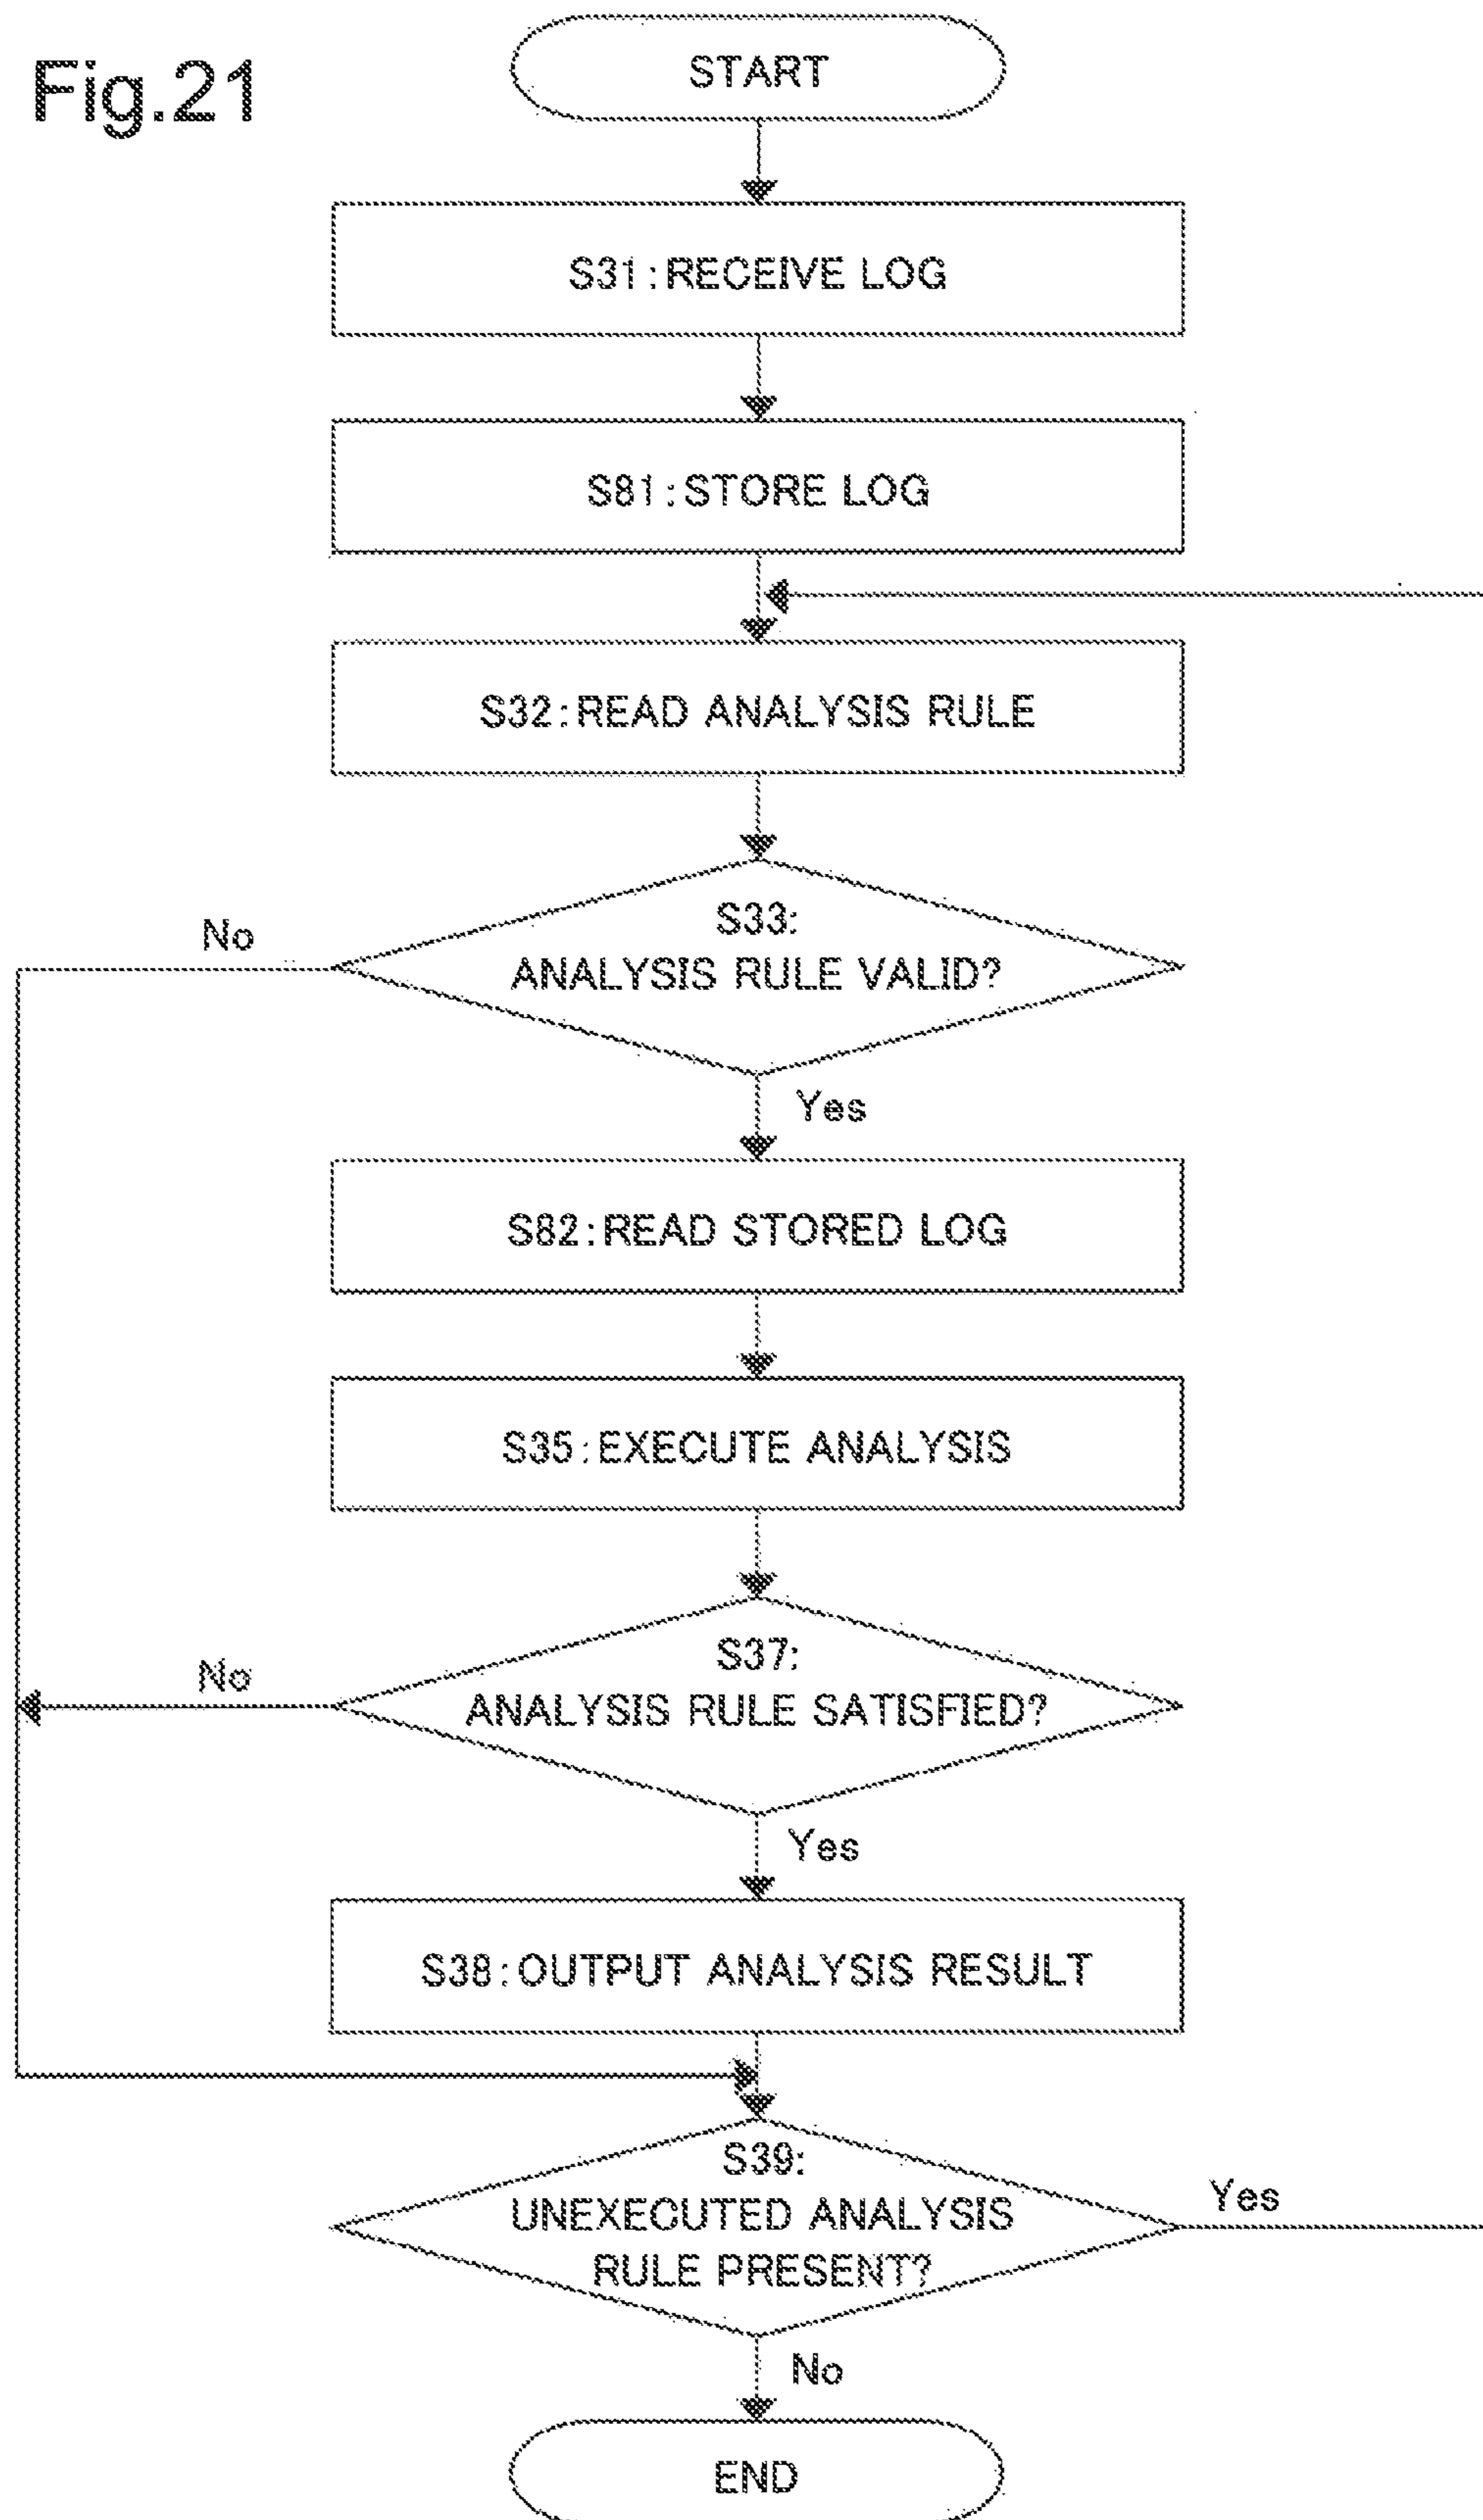 Fig.21
START
S31:RECEIVE LOG
S81:STORE LOG
S32:READ ANALYSIS RULE
S33:
ANALYSIS RULE VALID?
No
Yes
S82:READ STORED LOG
S35:EXECUTE ANALYSIS
S37:
ANALYSIS RULE SATISFIED?
No
Yes
S38:OUTPUT ANALYSIS RESULT
S39:
UNEXECUTED ANALYSIS
RULE PRESENT?
Yes
No
END